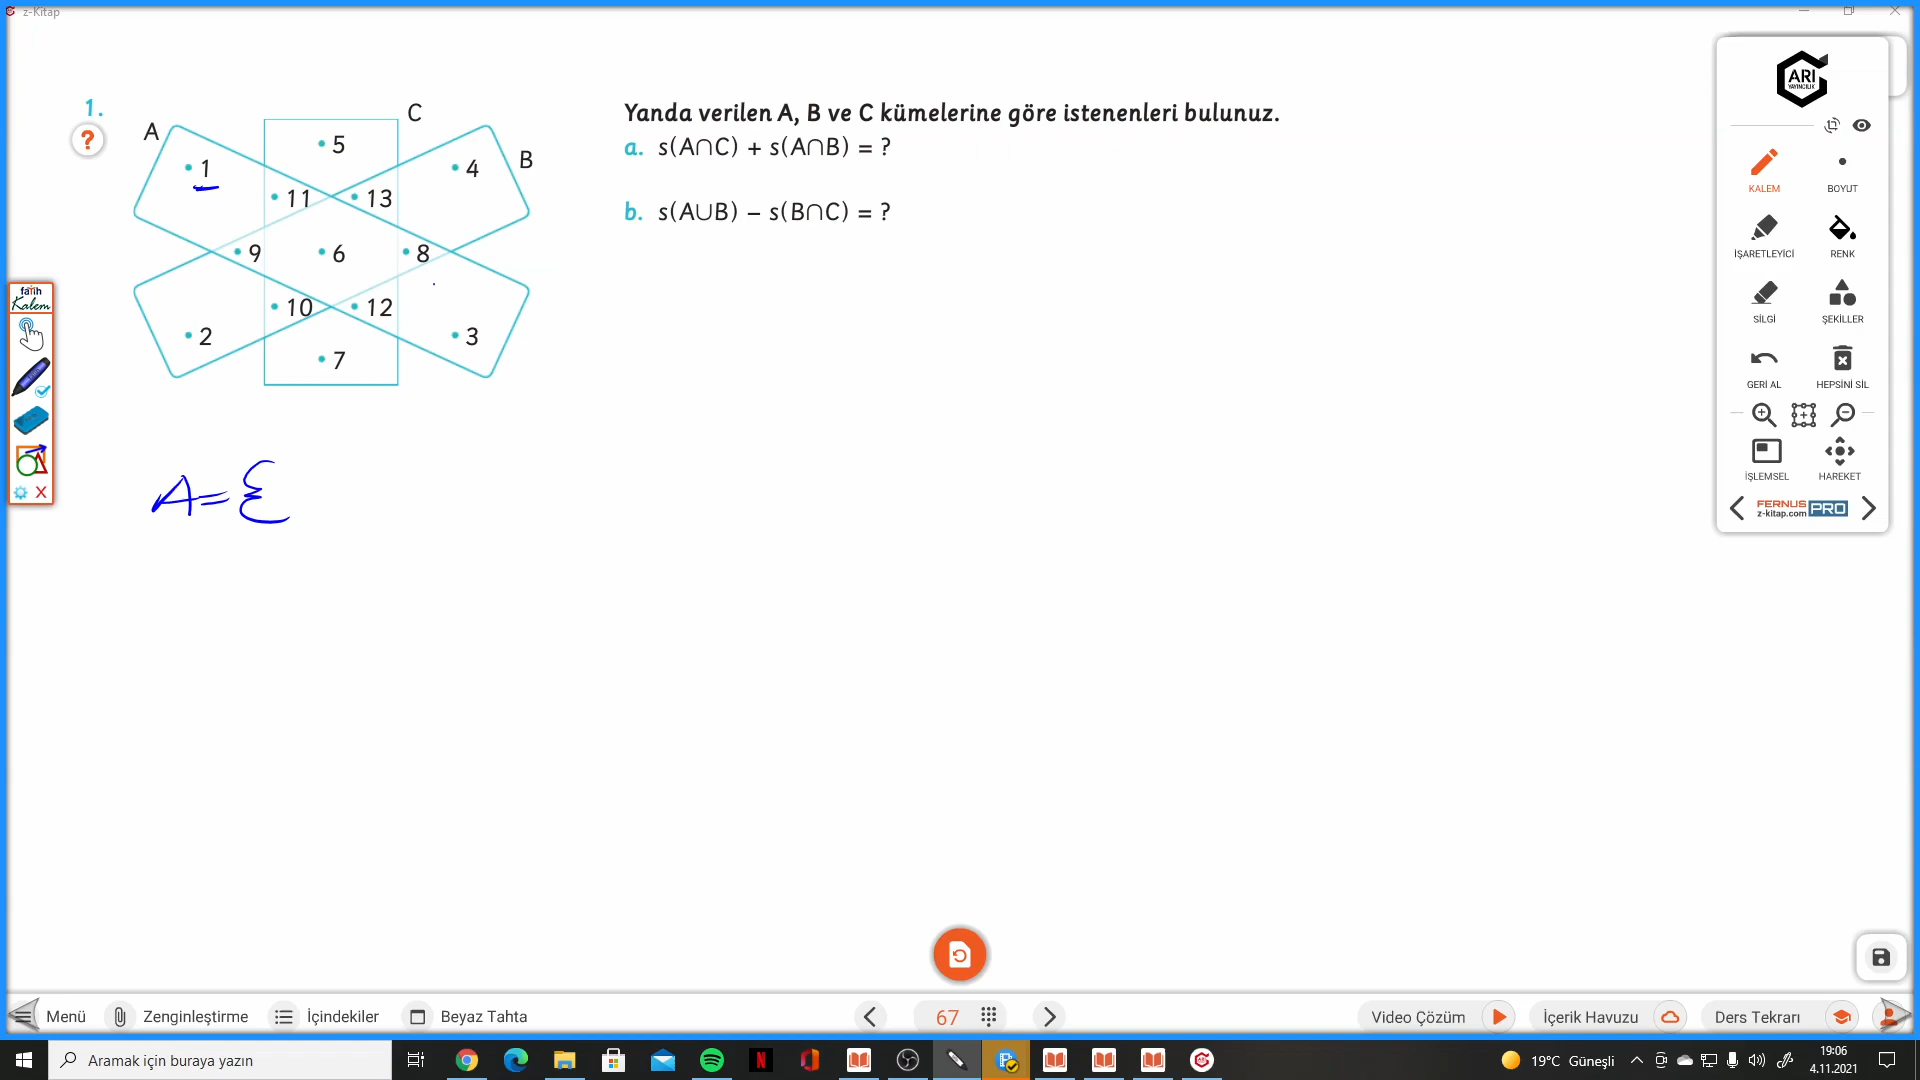 z-Kitap
1.
?
A
C
B
1
5
4
11
13
9
6
8
10
12
2
7
3
Yanda verilen A, B ve C kümelerine göre istenenleri bulunuz.
a. s(A∩C) + s(A∩B) = ?
b. s(A∪B) – s(B∩C) = ?
A={
fatih
Kalem
ARI
YAYINCILIK
KALEM
BOYUT
İŞARETLEYİCİ
RENK
SİLGİ
ŞEKİLLER
GERİ AL
HEPSİNİ SİL
İŞLEMSEL
HAREKET
FERNUS
z-kitap.com PRO
Menü
Zenginleştirme
İçindekiler
Beyaz Tahta
67
Video Çözüm
İçerik Havuzu
Ders Tekrarı
Aramak için buraya yazın
19°C Güneşli
19:06
4.11.2021